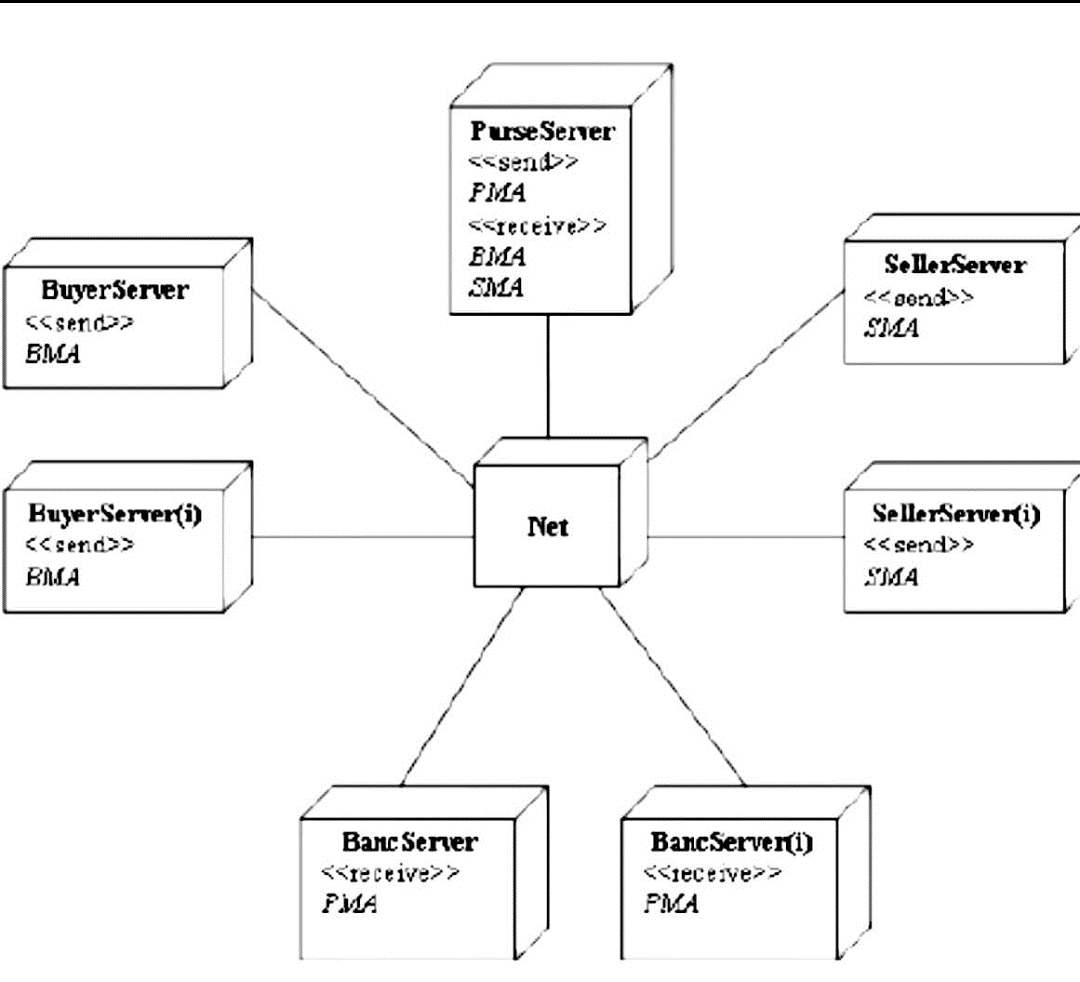 PurseServer
<<send>>
PMA
<<receive>>
BMA
SMA
BuyerServer
<<send>>
BMA
SellerServer
<<send>>
SMA
BuyerServer(i)
<<send>>
BMA
Net
SellerServer(i)
<<send>>
SMA
BancServer
<<receive>>
PMA
BancServer(i)
<<receive>>
PMA